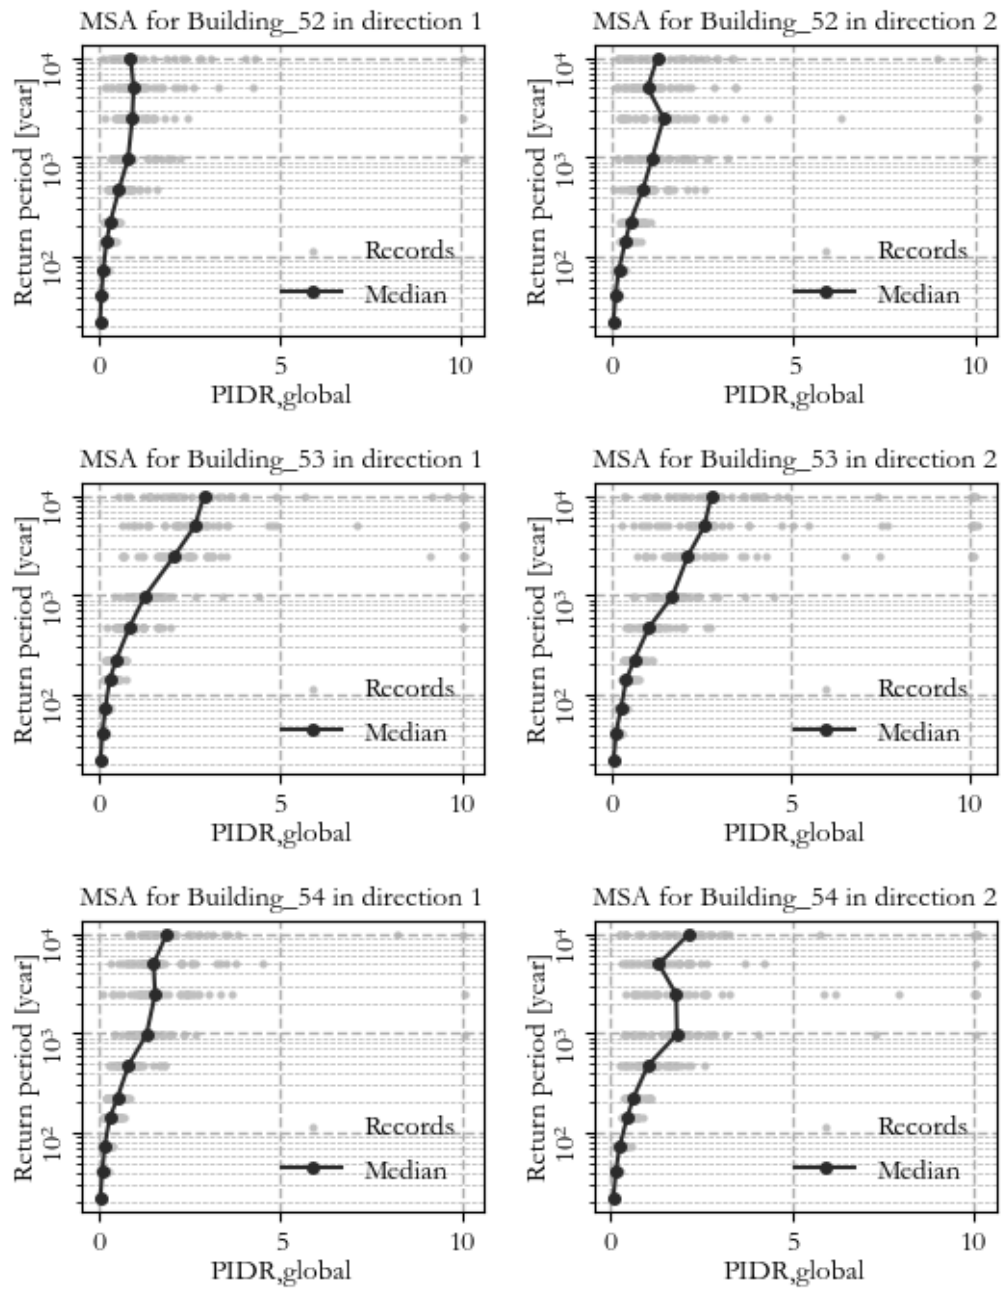 MSA for Building_52 in direction 1
Return period [year]
10⁴
10³
10²
Records
Median
0 5 10
PIDR,global
MSA for Building_52 in direction 2
Return period [year]
10⁴
10³
10²
Records
Median
0 5 10
PIDR,global
MSA for Building_53 in direction 1
Return period [year]
10⁴
10³
10²
Records
Median
0 5 10
PIDR,global
MSA for Building_53 in direction 2
Return period [year]
10⁴
10³
10²
Records
Median
0 5 10
PIDR,global
MSA for Building_54 in direction 1
Return period [year]
10⁴
10³
10²
Records
Median
0 5 10
PIDR,global
MSA for Building_54 in direction 2
Return period [year]
10⁴
10³
10²
Records
Median
0 5 10
PIDR,global